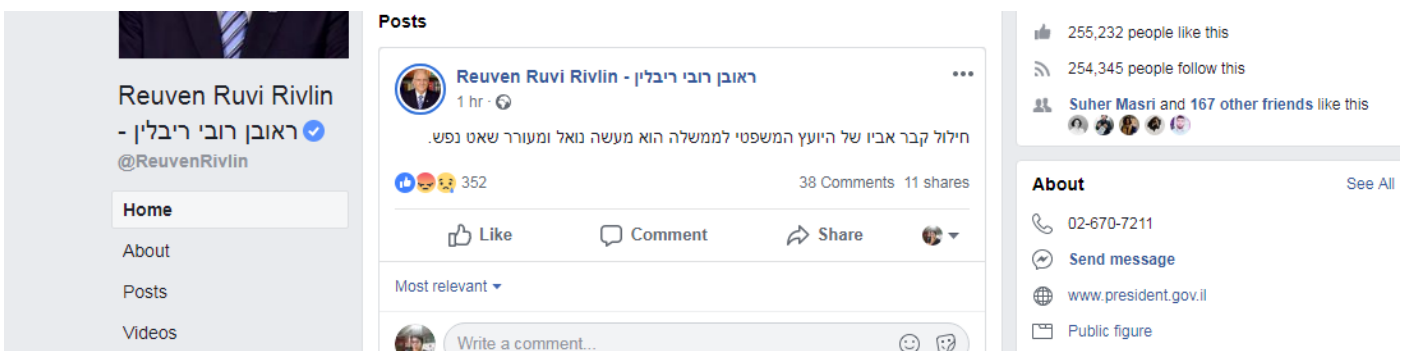 Reuven Ruvi Rivlin
- ראובן רובי ריבלין
@ReuvenRivlin
Home
About
Posts
Videos
Posts
Reuven Ruvi Rivlin - ראובן רובי ריבלין
1 hr ·
חילול קבר אביו של היועץ המשפטי לממשלה הוא מעשה נואל ומעורר שאט נפש.
352
38 Comments 11 shares
Like Comment Share
Most relevant
Write a comment...
255,232 people like this
254,345 people follow this
Suher Masri and 167 other friends like this
About See All
02-670-7211
Send message
www.president.gov.il
Public figure